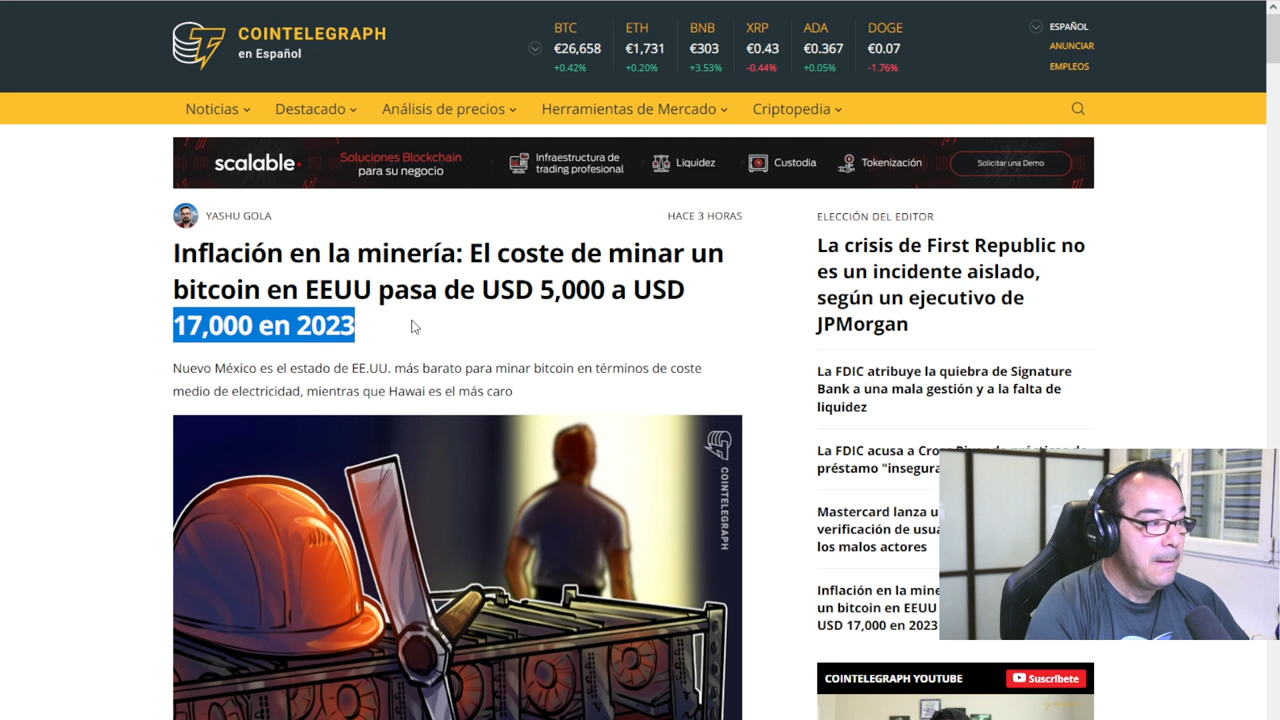 COINTELEGRAPH
en Español
BTC
€26,658
+0.42%
ETH
€1,731
+0.20%
BNB
€303
+3.53%
XRP
€0.43
-0.44%
ADA
€0.367
+0.05%
DOGE
€0.07
-1.76%
ESPAÑOL
ANUNCIAR
EMPLEOS
Noticias
Destacado
Análisis de precios
Herramientas de Mercado
Criptopedia
scalable
Soluciones Blockchain
para su negocio
Infraestructura de
trading profesional
Liquidez
Custodia
Tokenización
Solicitar una Demo
YASHU GOLA
HACE 3 HORAS
Inflación en la minería: El coste de minar un
bitcoin en EEUU pasa de USD 5,000 a USD
17,000 en 2023
Nuevo México es el estado de EE.UU. más barato para minar bitcoin en términos de coste
medio de electricidad, mientras que Hawai es el más caro
COINTELEGRAPH
ELECCIÓN DEL EDITOR
La crisis de First Republic no
es un incidente aislado,
según un ejecutivo de
JPMorgan
La FDIC atribuye la quiebra de Signature
Bank a una mala gestión y a la falta de
liquidez
La FDIC acusa a
préstamo
Mastercard lanza
verificación de
los malos actores
Inflación en la
un bitcoin en EEUU
USD 17,000 en 2023
COINTELEGRAPH YOUTUBE
Suscríbete